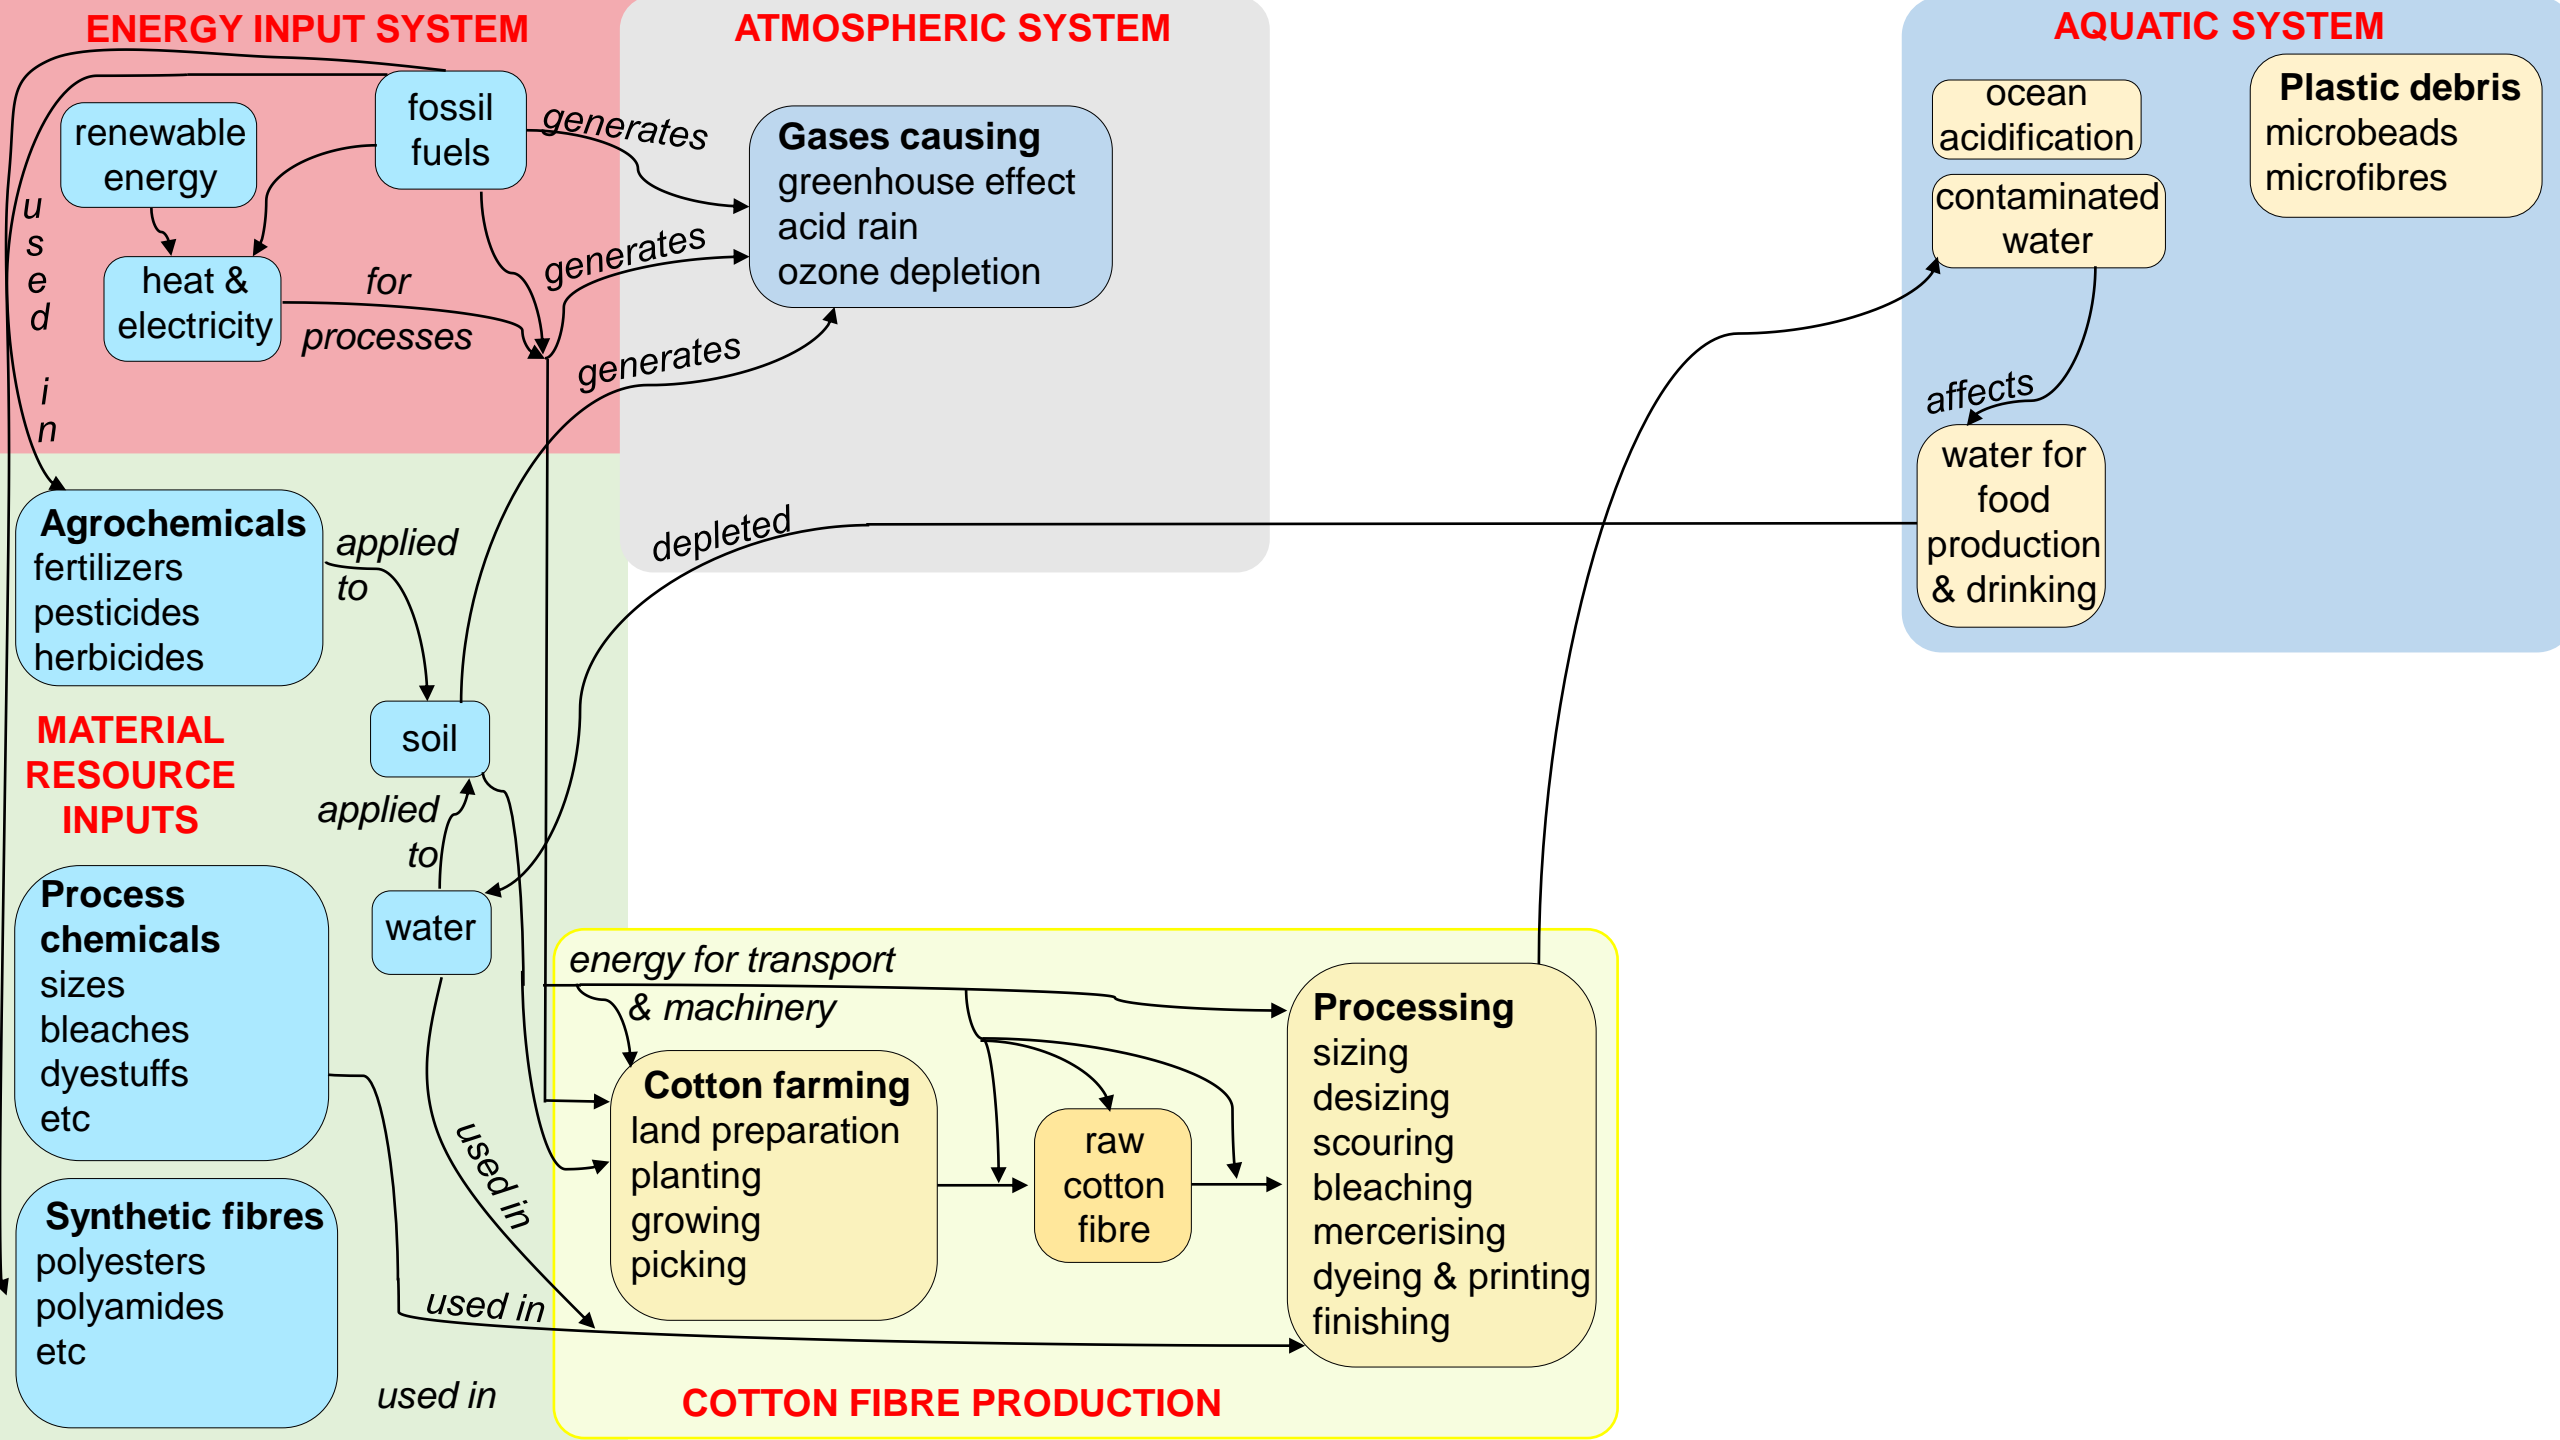 ENERGY INPUT SYSTEM
ATMOSPHERIC SYSTEM
AQUATIC SYSTEM
renewable
energy
fossil
fuels
heat &
electricity
for
processes
used in
generates
generates
generates
Gases causing
greenhouse effect
acid rain
ozone depletion
ocean
acidification
contaminated
water
Plastic debris
microbeads
microfibres
affects
water for
food
production
& drinking
depleted
Agrochemicals
fertilizers
pesticides
herbicides
applied
to
soil
MATERIAL
RESOURCE
INPUTS
applied
to
water
Process
chemicals
sizes
bleaches
dyestuffs
etc
used in
used in
Synthetic fibres
polyesters
polyamides
etc
used in
energy for transport
& machinery
Cotton farming
land preparation
planting
growing
picking
raw
cotton
fibre
Processing
sizing
desizing
scouring
bleaching
mercerising
dyeing & printing
finishing
COTTON FIBRE PRODUCTION